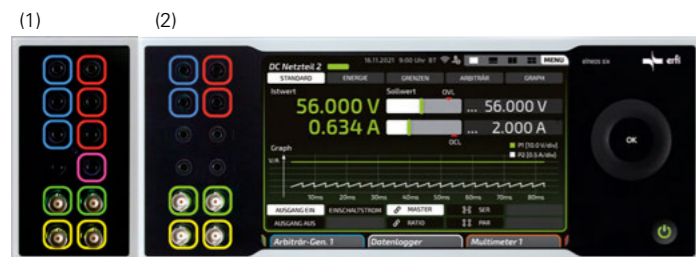 (1) (2)
DC Netzteil 2 16.11.2021 9:00 Uhr BT MENU
elneos six erfi
STANDARD ENERGIE GRENZEN ARBITRÄR GRAPH
Istwert Sollwert OVL
56.000 V ... 56.000 V
0.634 A ... 2.000 A
OCL
Graph P1 [10.0 V/div]
V/A P2 [0.5 A/div]
OK
10ms 20ms 30ms 40ms 50ms 60ms 70ms 80ms
AUSGANG EIN EINSCHALTSTROM MASTER SER
AUSGANG AUS RATIO PAR
Arbiträr-Gen. 1 Datenlogger Multimeter 1